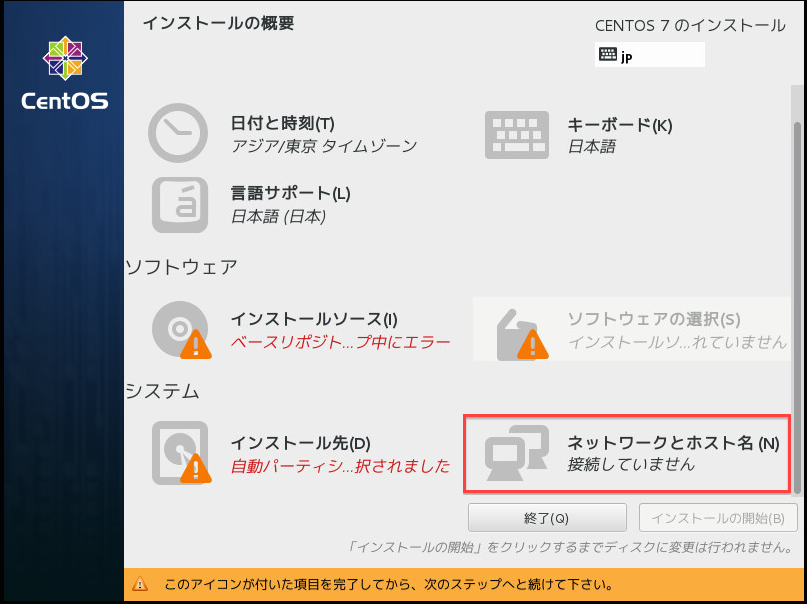 インストールの概要
CENTOS 7 のインストール
jp
CentOS
日付と時刻(T)
アジア/東京 タイムゾーン
キーボード(K)
日本語
言語サポート(L)
日本語 (日本)
ソフトウェア
インストールソース(I)
ベースリポジト...プ中にエラー
ソフトウェアの選択(S)
インストールソ...れていません
システム
インストール先(D)
自動パーティシ...択されました
ネットワークとホスト名 (N)
接続していません
終了(Q)
インストールの開始(B)
「インストールの開始」をクリックするまでディスクに変更は行われません。
このアイコンが付いた項目を完了してから、次のステップへと続けて下さい。